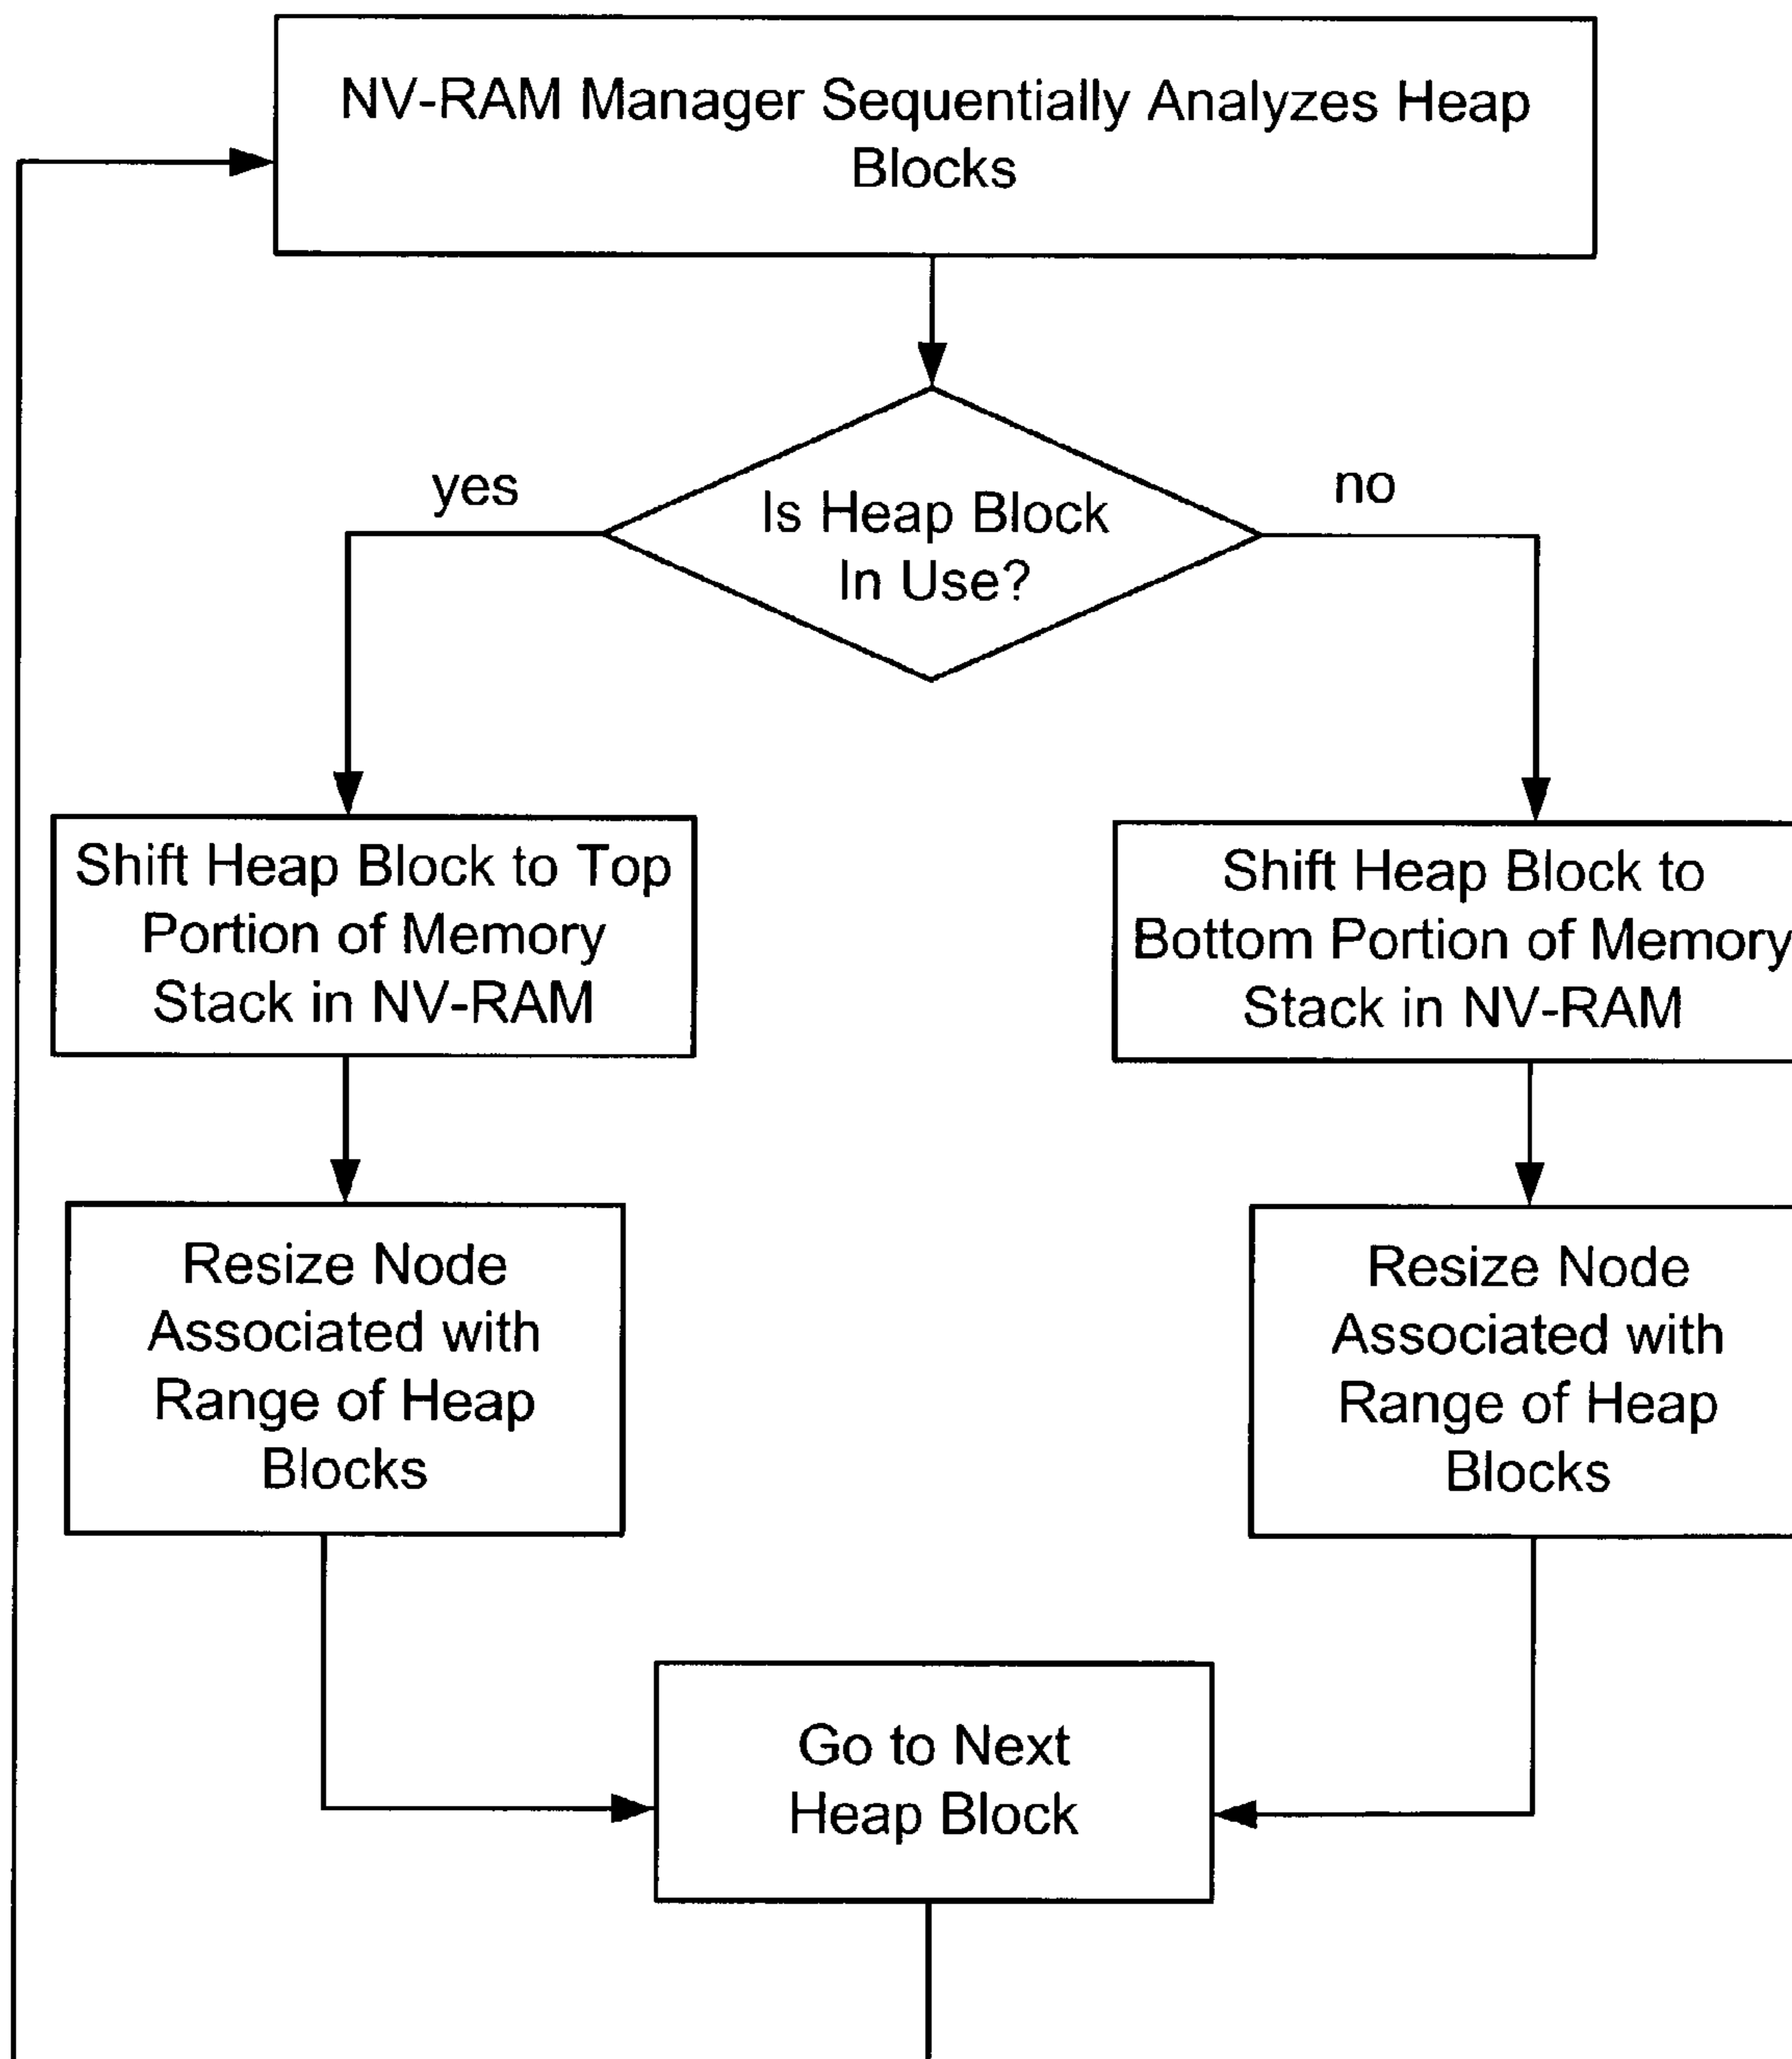 NV-RAM Manager Sequentially Analyzes Heap
Blocks
yes
no
Is Heap Block
In Use?
Shift Heap Block to Top
Portion of Memory
Stack in NV-RAM
Shift Heap Block to
Bottom Portion of Memory
Stack in NV-RAM
Resize Node
Associated with
Range of Heap
Blocks
Resize Node
Associated with
Range of Heap
Blocks
Go to Next
Heap Block